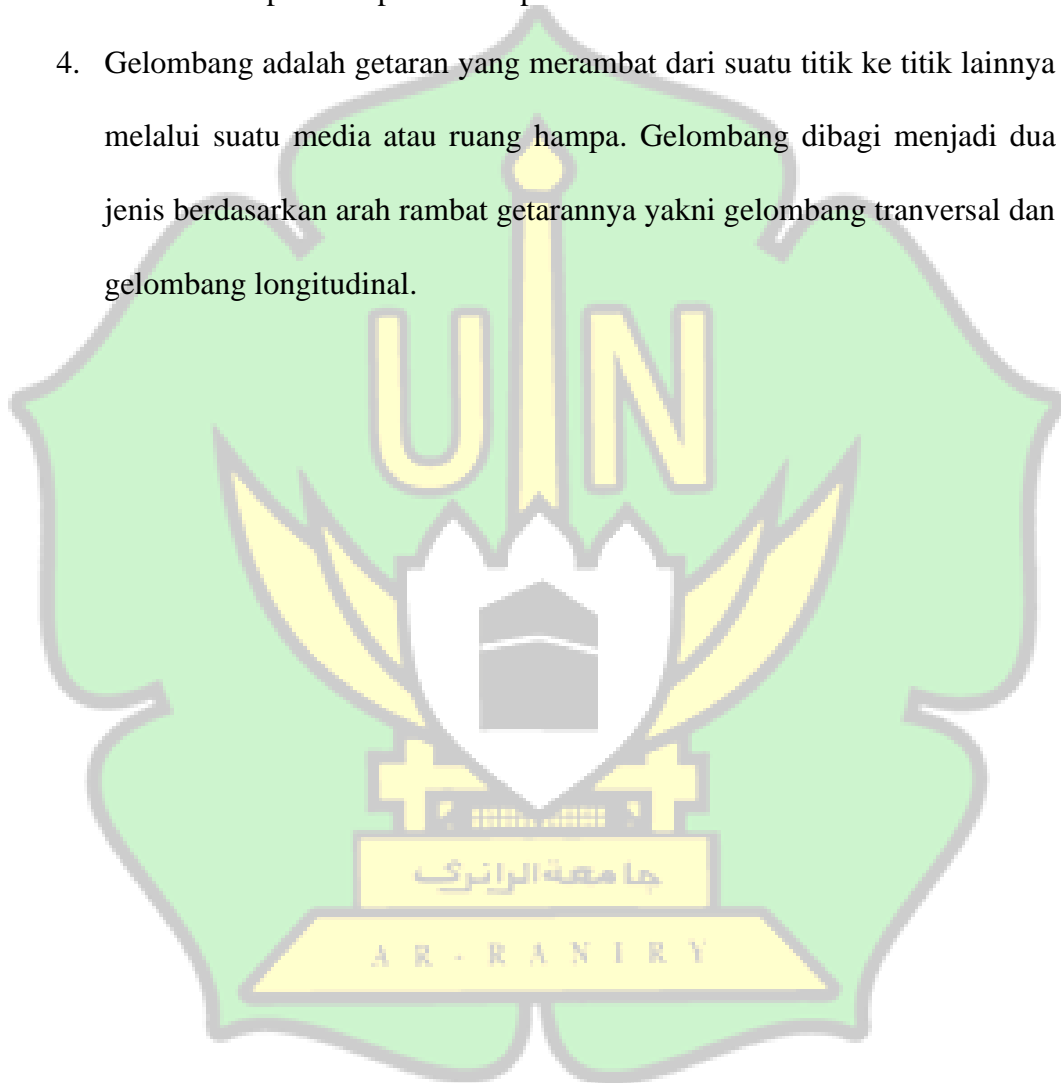 4. Gelombang adalah getaran yang merambat dari suatu titik ke titik lainnya
melalui suatu media atau ruang hampa. Gelombang dibagi menjadi dua
jenis berdasarkan arah rambat getarannya yakni gelombang tranversal dan
gelombang longitudinal.
UIN
جامعة الرانري
AR-RANIRY